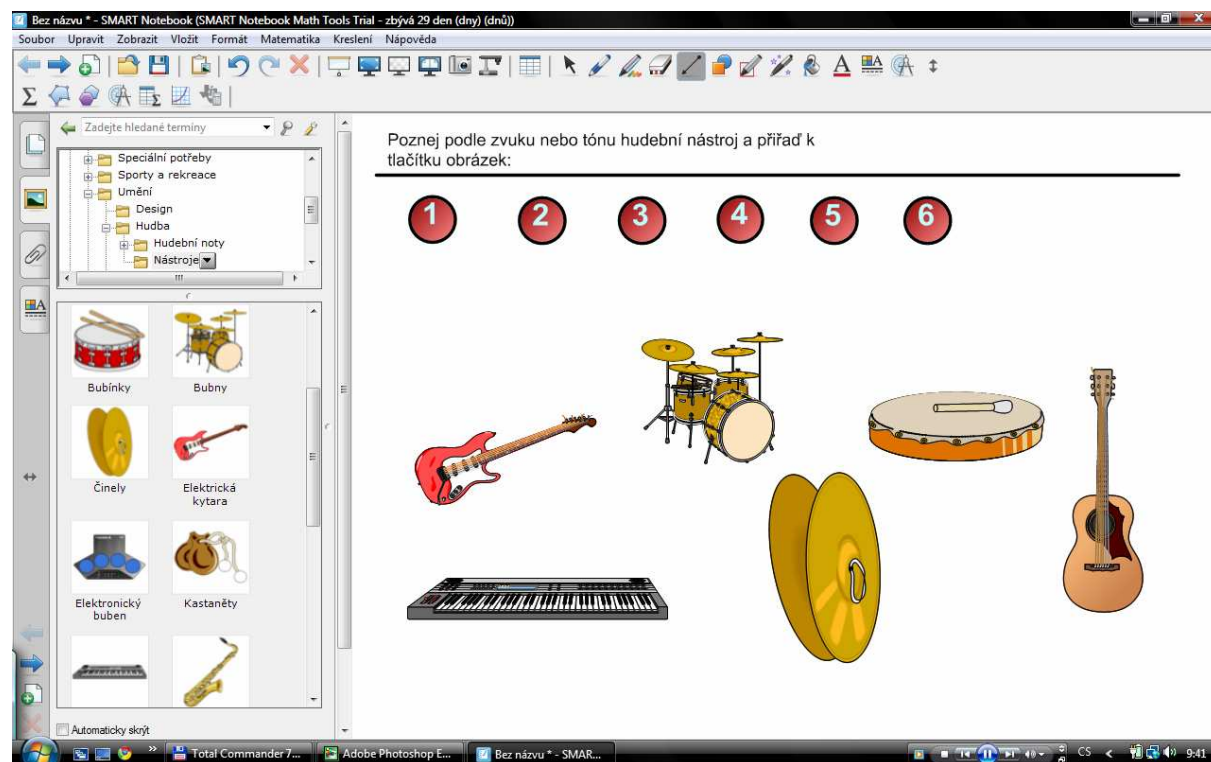 Bez názvu * - SMART Notebook (SMART Notebook Math Tools Trial - zbývá 29 den (dny) (dnů))
Soubor Upravit Zobrazit Vložit Formát Matematika Kreslení Nápověda
Zadejte hledané termíny
Speciální potřeby
Sporty a rekreace
Umění
Design
Hudba
Hudební noty
Nástroje
Bubínky Bubny
Činely Elektrická
kytara
Elektronický
buben Kastaněty
Automaticky skrýt
Poznej podle zvuku nebo tónu hudební nástroj a přiřaď k
tlačítku obrázek:
1 2 3 4 5 6
Total Commander 7... Adobe Photoshop E... Bez názvu * - SMAR... CS 9:41